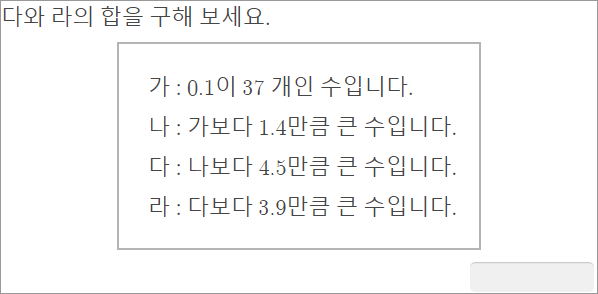 다와 라의 합을 구해 보세요.
가 : 0.1이 37 개인 수입니다.
나 : 가보다 1.4만큼 큰 수입니다.
다 : 나보다 4.5만큼 큰 수입니다.
라 : 다보다 3.9만큼 큰 수입니다.